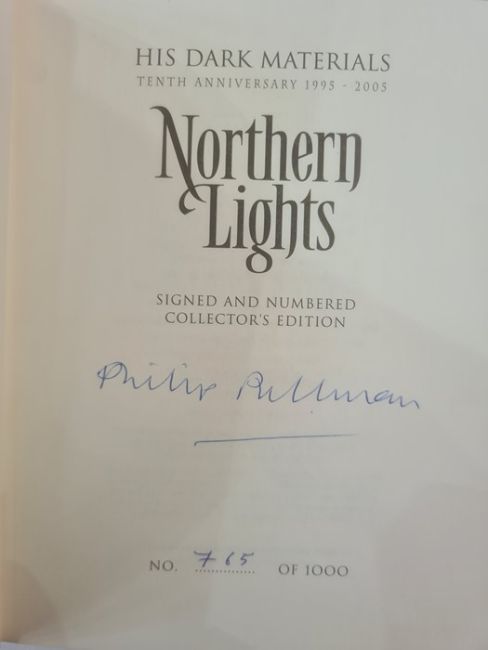 HIS DARK MATERIALS
TENTH ANNIVERSARY 1995 - 2005
Northern
Lights
SIGNED AND NUMBERED
COLLECTOR'S EDITION
Philip Pullman
NO. 765 OF 1000